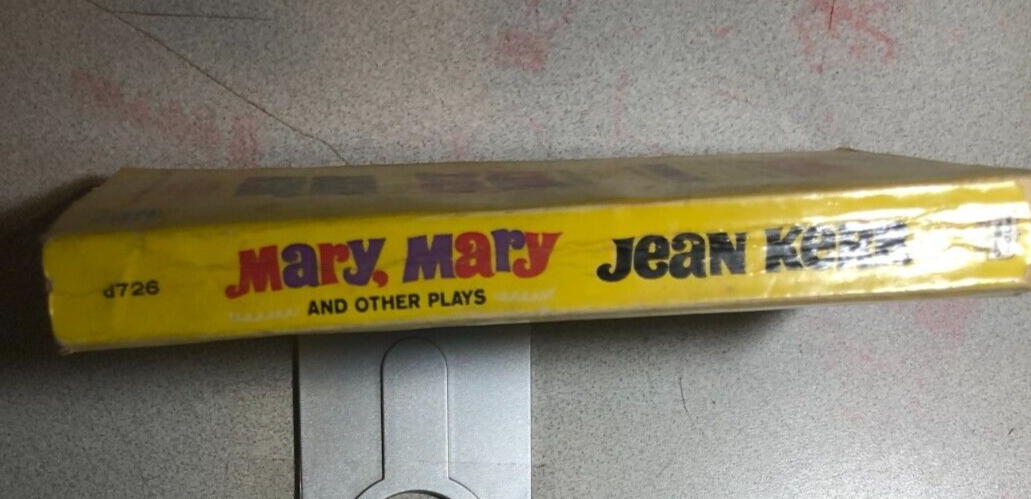 d726
Mary, Mary
AND OTHER PLAYS
Jean Kerr